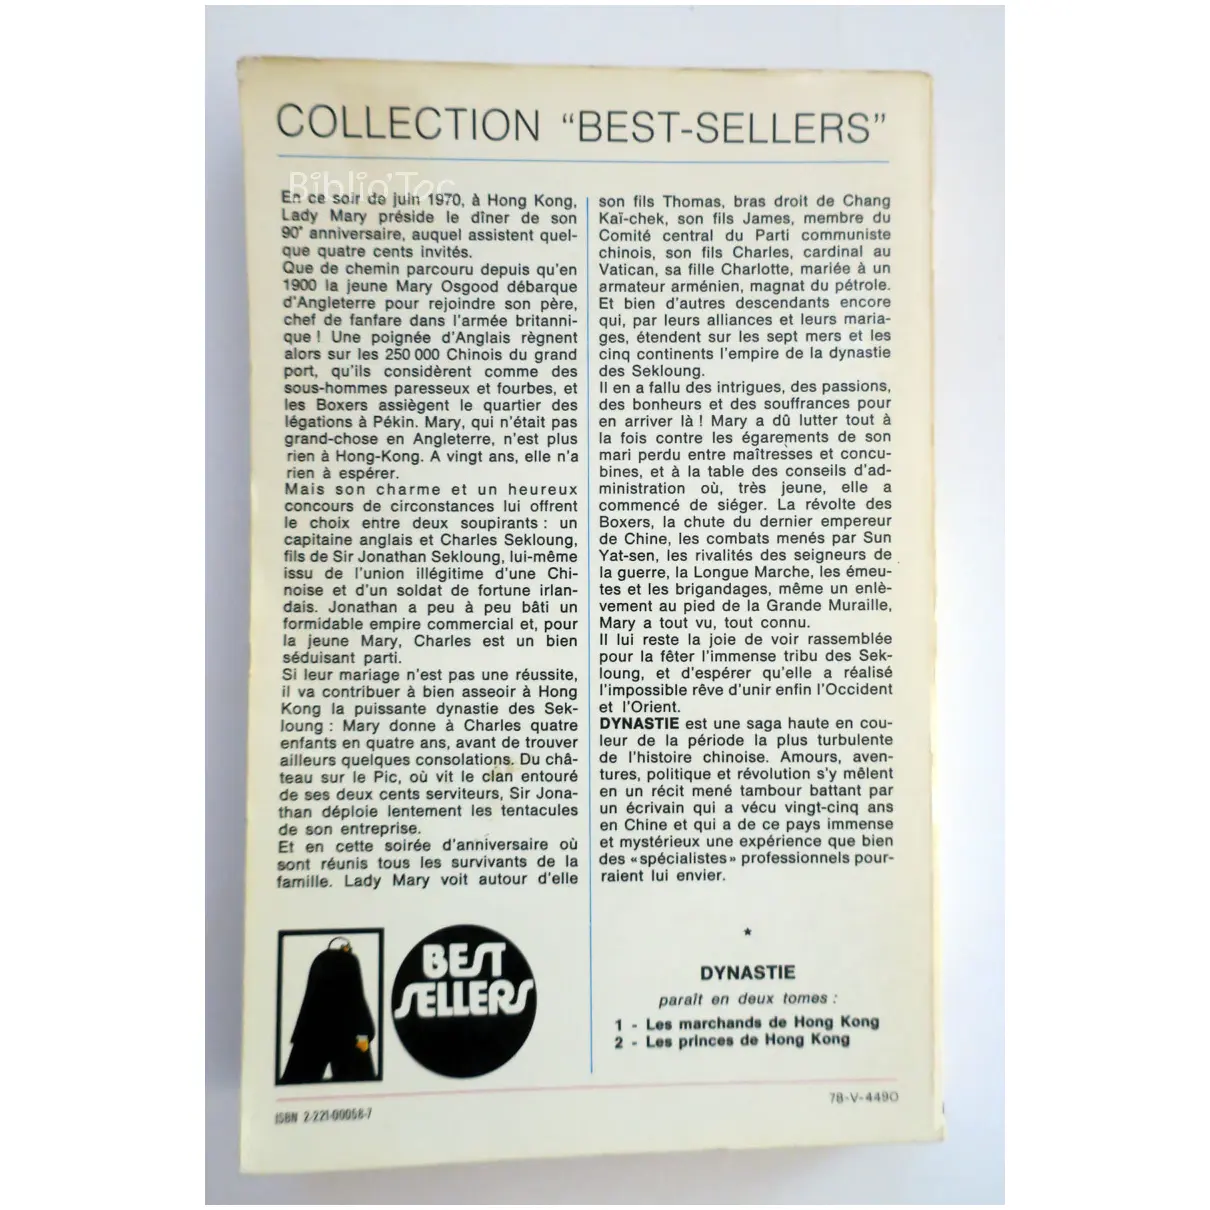 COLLECTION “BEST-SELLERS”
Biblio'Toc
En ce soir de juin 1970, à Hong Kong,
Lady Mary préside le dîner de son
90° anniversaire, auquel assistent quel-
que quatre cents invités.
Que de chemin parcouru depuis qu'en
1900 la jeune Mary Osgood débarque
d'Angleterre pour rejoindre son père,
chef de fanfare dans l'armée britanni-
que ! Une poignée d'Anglais règnent
alors sur les 250 000 Chinois du grand
port, qu'ils considèrent comme des
sous-hommes paresseux et fourbes, et
les Boxers assiègent le quartier des
légations à Pékin. Mary, qui n'était pas
grand-chose en Angleterre, n'est plus
rien à Hong-Kong. A vingt ans, elle n'a
rien à espérer.
Mais son charme et un heureux
concours de circonstances lui offrent
le choix entre deux soupirants : un
capitaine anglais et Charles Sekloung,
fils de Sir Jonathan Sekloung, lui-même
issu de l'union illégitime d'une Chi-
noise et d'un soldat de fortune irlan-
dais. Jonathan a peu à peu bâti un
formidable empire commercial et, pour
la jeune Mary, Charles est un bien
séduisant parti.
Si leur mariage n'est pas une réussite,
il va contribuer à bien asseoir à Hong
Kong la puissante dynastie des Sek-
loung : Mary donne à Charles quatre
enfants en quatre ans, avant de trouver
ailleurs quelques consolations. Du châ-
teau sur le Pic, où vit le clan entouré
de ses deux cents serviteurs, Sir Jona-
than déploie lentement les tentacules
de son entreprise.
Et en cette soirée d'anniversaire où
sont réunis tous les survivants de la
famille. Lady Mary voit autour d'elle
son fils Thomas, bras droit de Chang
Kaï-chek, son fils James, membre du
Comité central du Parti communiste
chinois, son fils Charles, cardinal au
Vatican, sa fille Charlotte, mariée à un
armateur arménien, magnat du pétrole.
Et bien d'autres descendants encore
qui, par leurs alliances et leurs maria-
ges, étendent sur les sept mers et les
cinq continents l'empire de la dynastie
des Sekloung.
Il en a fallu des intrigues, des passions,
des bonheurs et des souffrances pour
en arriver là ! Mary a dû lutter tout à
la fois contre les égarements de son
mari perdu entre maîtresses et concu-
bines, et à la table des conseils d'ad-
ministration où, très jeune, elle a
commencé de siéger. La révolte des
Boxers, la chute du dernier empereur
de Chine, les combats menés par Sun
Yat-sen, les rivalités des seigneurs de
la guerre, la Longue Marche, les émeu-
tes et les brigandages, même un enlè-
vement au pied de la Grande Muraille,
Mary a tout vu, tout connu.
Il lui reste la joie de voir rassemblée
pour la fêter l'immense tribu des Sek-
loung, et d'espérer qu'elle a réalisé
l'impossible rêve d'unir enfin l'Occident
et l'Orient.
DYNASTIE est une saga haute en cou-
leur de la période la plus turbulente
de l'histoire chinoise. Amours, aven-
tures, politique et révolution s'y mêlent
en un récit mené tambour battant par
un écrivain qui a vécu vingt-cinq ans
en Chine et qui a de ce pays immense
et mystérieux une expérience que bien
des «spécialistes» professionnels pour-
raient lui envier.
*
DYNASTIE
paraît en deux tomes :
1 - Les marchands de Hong Kong
2 - Les princes de Hong Kong
BEST
SELLERS
ISBN 2-221-00056-7
78-V-4490